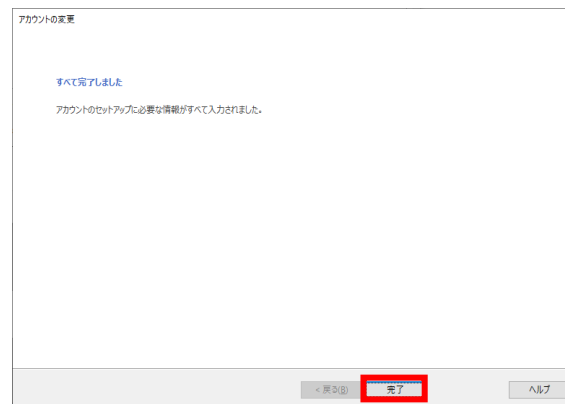 アカウントの変更
すべて完了しました
アカウントのセットアップに必要な情報がすべて入力されました。
< 戻る(B)
完了
ヘルプ